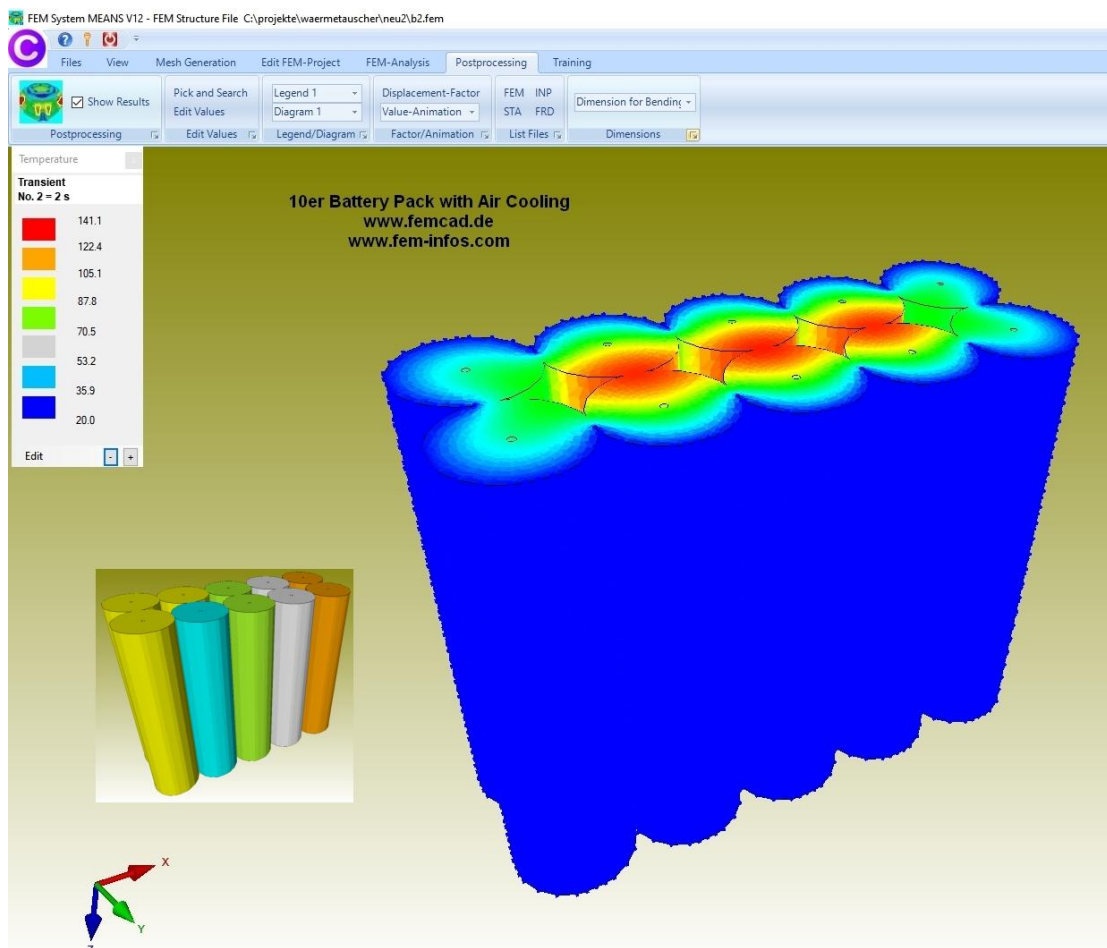 FEM System MEANS V12 - FEM Structure File C:\projekte\waermetauscher\neu2\b2.fem
Files View Mesh Generation Edit FEM-Project FEM-Analysis Postprocessing Training
Show Results
Pick and Search
Edit Values
Legend 1
Diagram 1
Displacement-Factor
Value-Animation
FEM INP
STA FRD
Dimension for Bending
Postprocessing Edit Values Legend/Diagram Factor/Animation List Files Dimensions
Temperature
Transient
No. 2 = 2 s
141.1
122.4
105.1
87.8
70.5
53.2
35.9
20.0
Edit - +
10er Battery Pack with Air Cooling
www.femcad.de
www.fem-infos.com
X
Y
Z